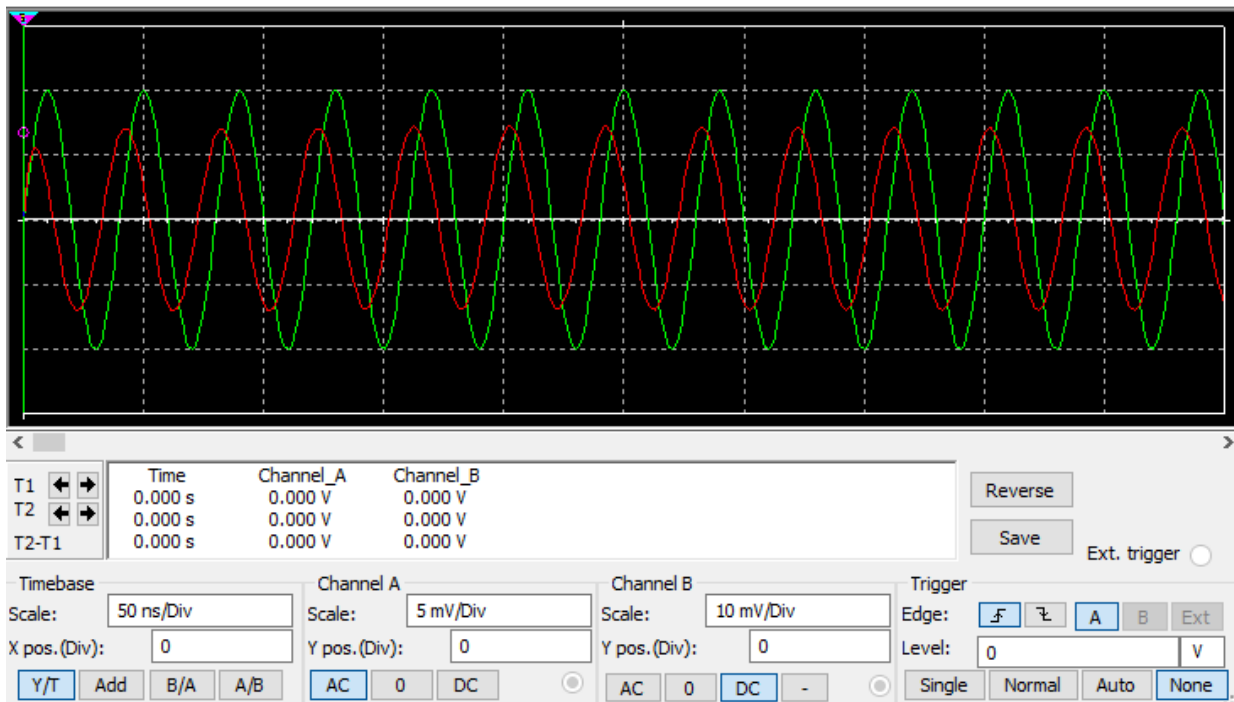 Time Channel_A Channel_B
T1 0.000 s 0.000 V 0.000 V
T2 0.000 s 0.000 V 0.000 V
T2-T1 0.000 s 0.000 V 0.000 V
Reverse
Save
Ext. trigger
Timebase
Scale: 50 ns/Div
X pos.(Div): 0
Y/T Add B/A A/B
Channel A
Scale: 5 mV/Div
Y pos.(Div): 0
AC 0 DC
Channel B
Scale: 10 mV/Div
Y pos.(Div): 0
AC 0 DC -
Trigger
Edge: A B Ext
Level: 0 V
Single Normal Auto None